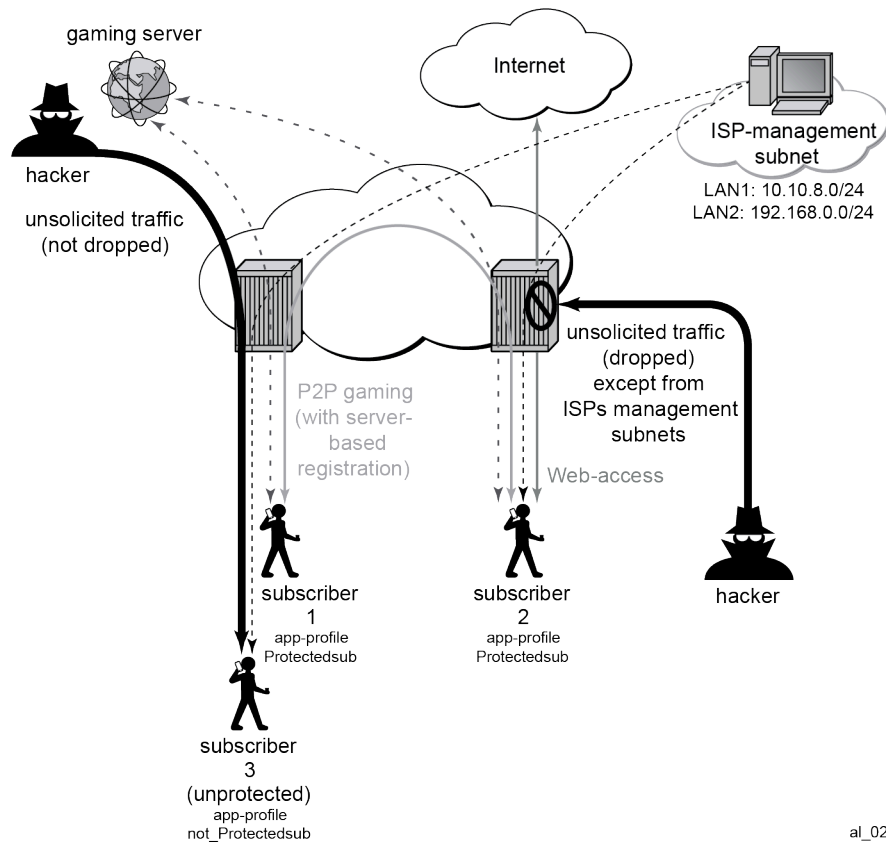 gaming server
Internet
ISP-management
subnet
LAN1: 10.10.8.0/24
LAN2: 192.168.0.0/24
hacker
unsolicited traffic
(not dropped)
unsolicited traffic
(dropped)
except from
ISPs management
subnets
P2P gaming
(with server-
based
registration)
Web-access
subscriber
1
app-profile
Protectedsub
subscriber
2
app-profile
Protectedsub
hacker
subscriber
3
(unprotected)
app-profile
not_Protectedsub
al_02